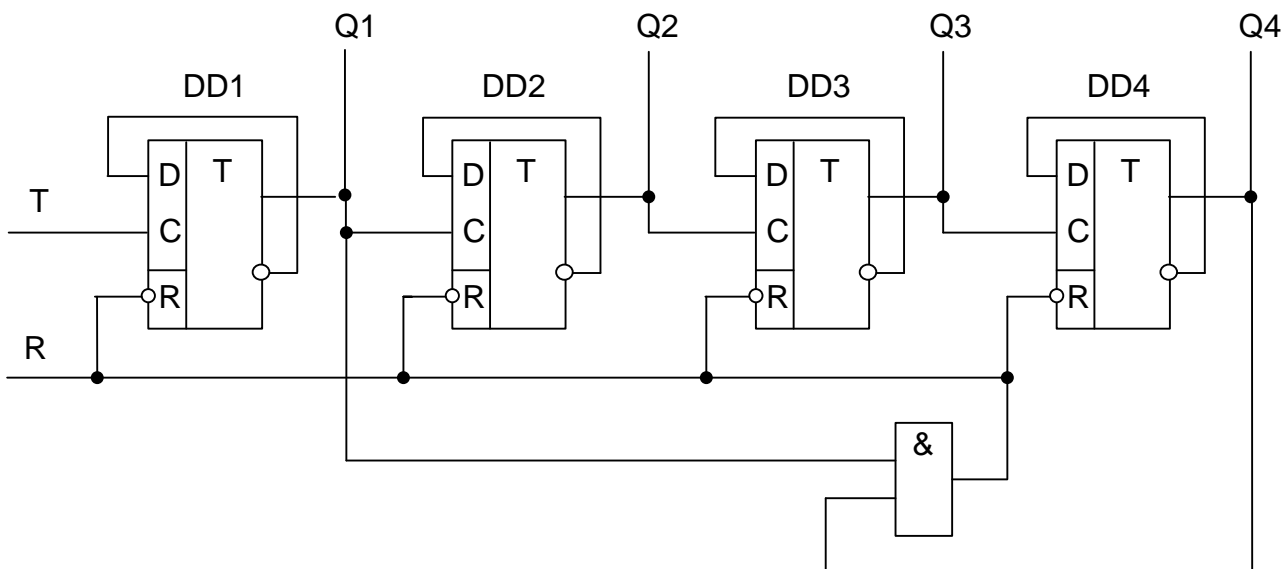 Q1 Q2 Q3 Q4
DD1 DD2 DD3 DD4
D T D T D T D T
T
C C C C
R R R R
R
&